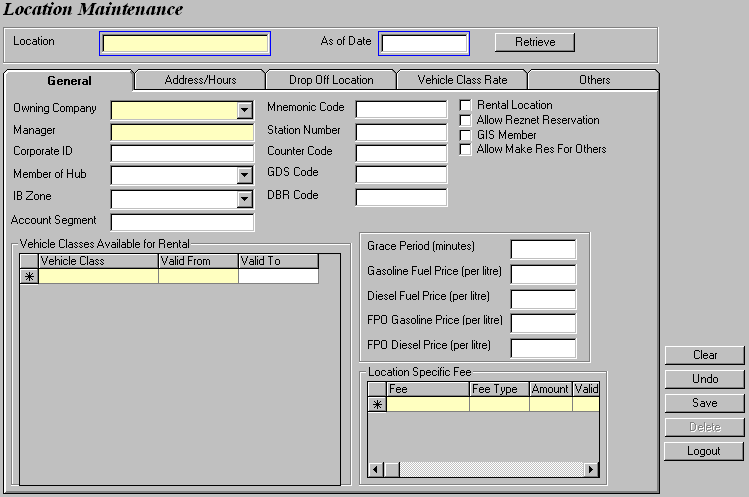 Location Maintenance
Location As of Date Retrieve
General Address/Hours Drop Off Location Vehicle Class Rate Others
Owning Company Mnemonic Code Rental Location
Allow Reznet Reservation
Manager Station Number GIS Member
Corporate ID Counter Code Allow Make Res For Others
Member of Hub GDS Code
IB Zone DBR Code
Account Segment
Vehicle Classes Available for Rental
Vehicle Class Valid From Valid To
Grace Period (minutes)
Gasoline Fuel Price (per litre)
Diesel Fuel Price (per litre)
FPO Gasoline Price (per litre)
FPO Diesel Price (per litre)
Location Specific Fee
Fee Fee Type Amount Valid
Clear
Undo
Save
Delete
Logout